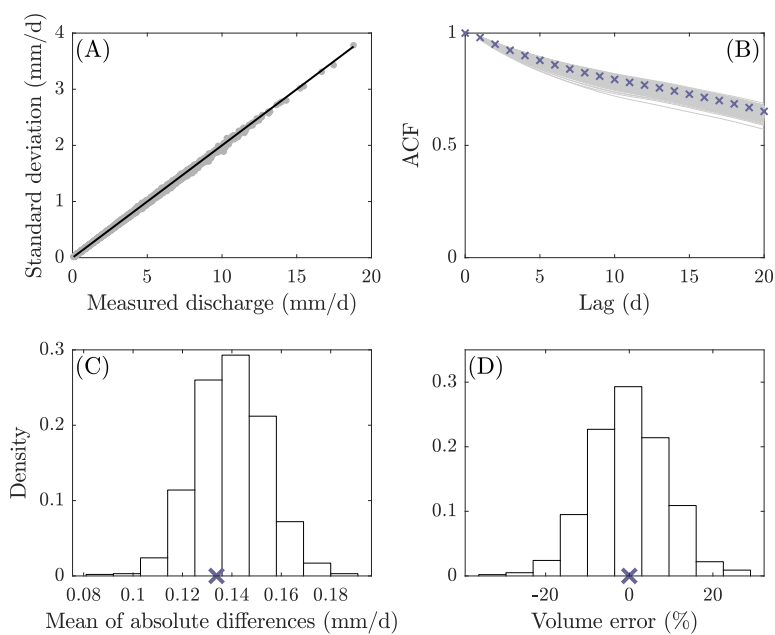 (A)
Standard deviation (mm/d)
4
3
2
1
0
0 5 10 15 20
Measured discharge (mm/d)
(B)
ACF
1
0.5
0
0 5 10 15 20
Lag (d)
(C)
Density
0.3
0.2
0.1
0
0.08 0.1 0.12 0.14 0.16 0.18
Mean of absolute differences (mm/d)
(D)
0.3
0.2
0.1
0
-20 0 20
Volume error (%)